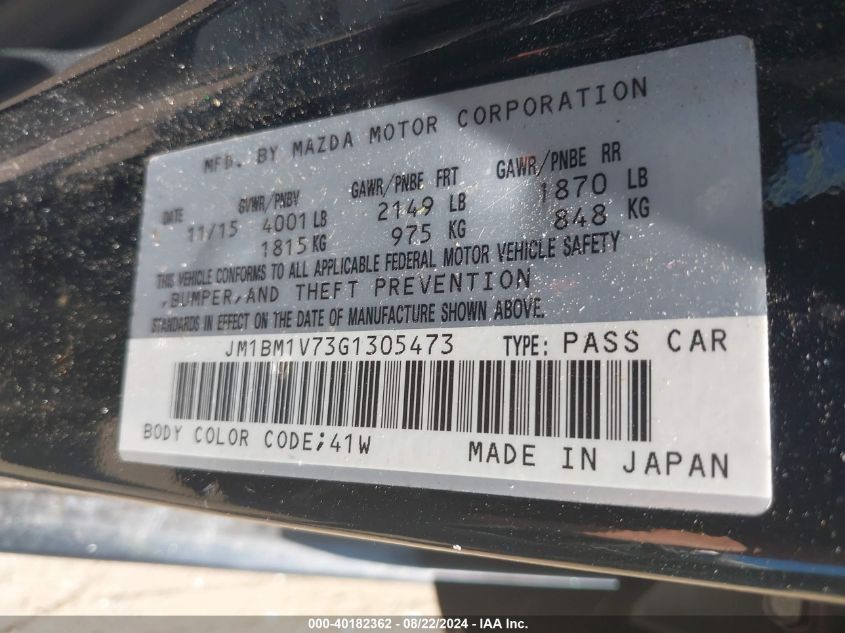 MFD. BY MAZDA MOTOR CORPORATION
DATE GVWR/PNBV GAWR/PNBE FRT GAWR/PNBE RR
11/15 4001 LB 2149 LB 1870 LB
1815 KG 975 KG 848 KG
THIS VEHICLE CONFORMS TO ALL APPLICABLE FEDERAL MOTOR VEHICLE SAFETY
,BUMPER,AND THEFT PREVENTION
STANDARDS IN EFFECT ON THE DATE OF MANUFACTURE SHOWN ABOVE.
JM1BM1V73G1305473 TYPE: PASS CAR
BODY COLOR CODE;41W MADE IN JAPAN
000-40182362 - 08/22/2024 - IAA Inc.